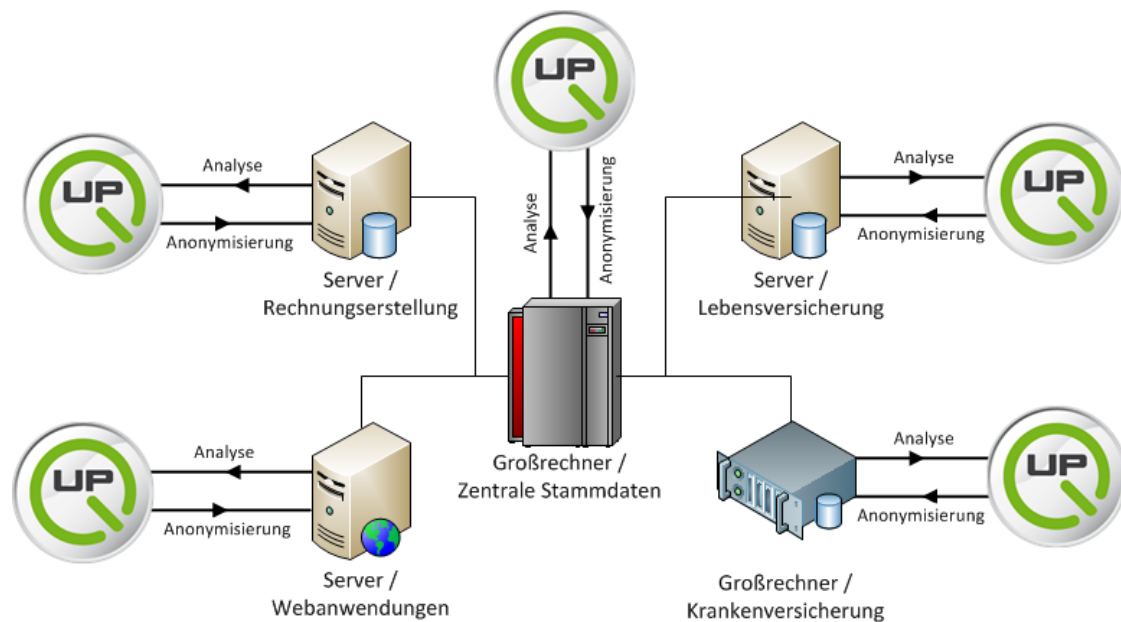 UP
Analyse
Anonymisierung
Server /
Rechnungserstellung
UP
Analyse
Anonymisierung
Großrechner /
Zentrale Stammdaten
Analyse
Anonymisierung
UP
Server /
Lebensversicherung
UP
Analyse
Anonymisierung
Server /
Webanwendungen
Analyse
Anonymisierung
UP
Großrechner /
Krankenversicherung